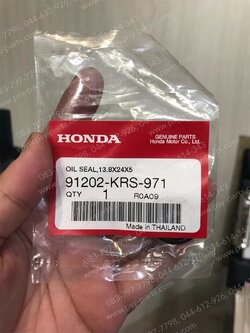 HONDA
GENUINE PARTS
Honda Motor Co., Ltd.
OIL SEAL,13.8X24X5
91202-KRS-971
QTY 1 R0A09
Made in THAILAND